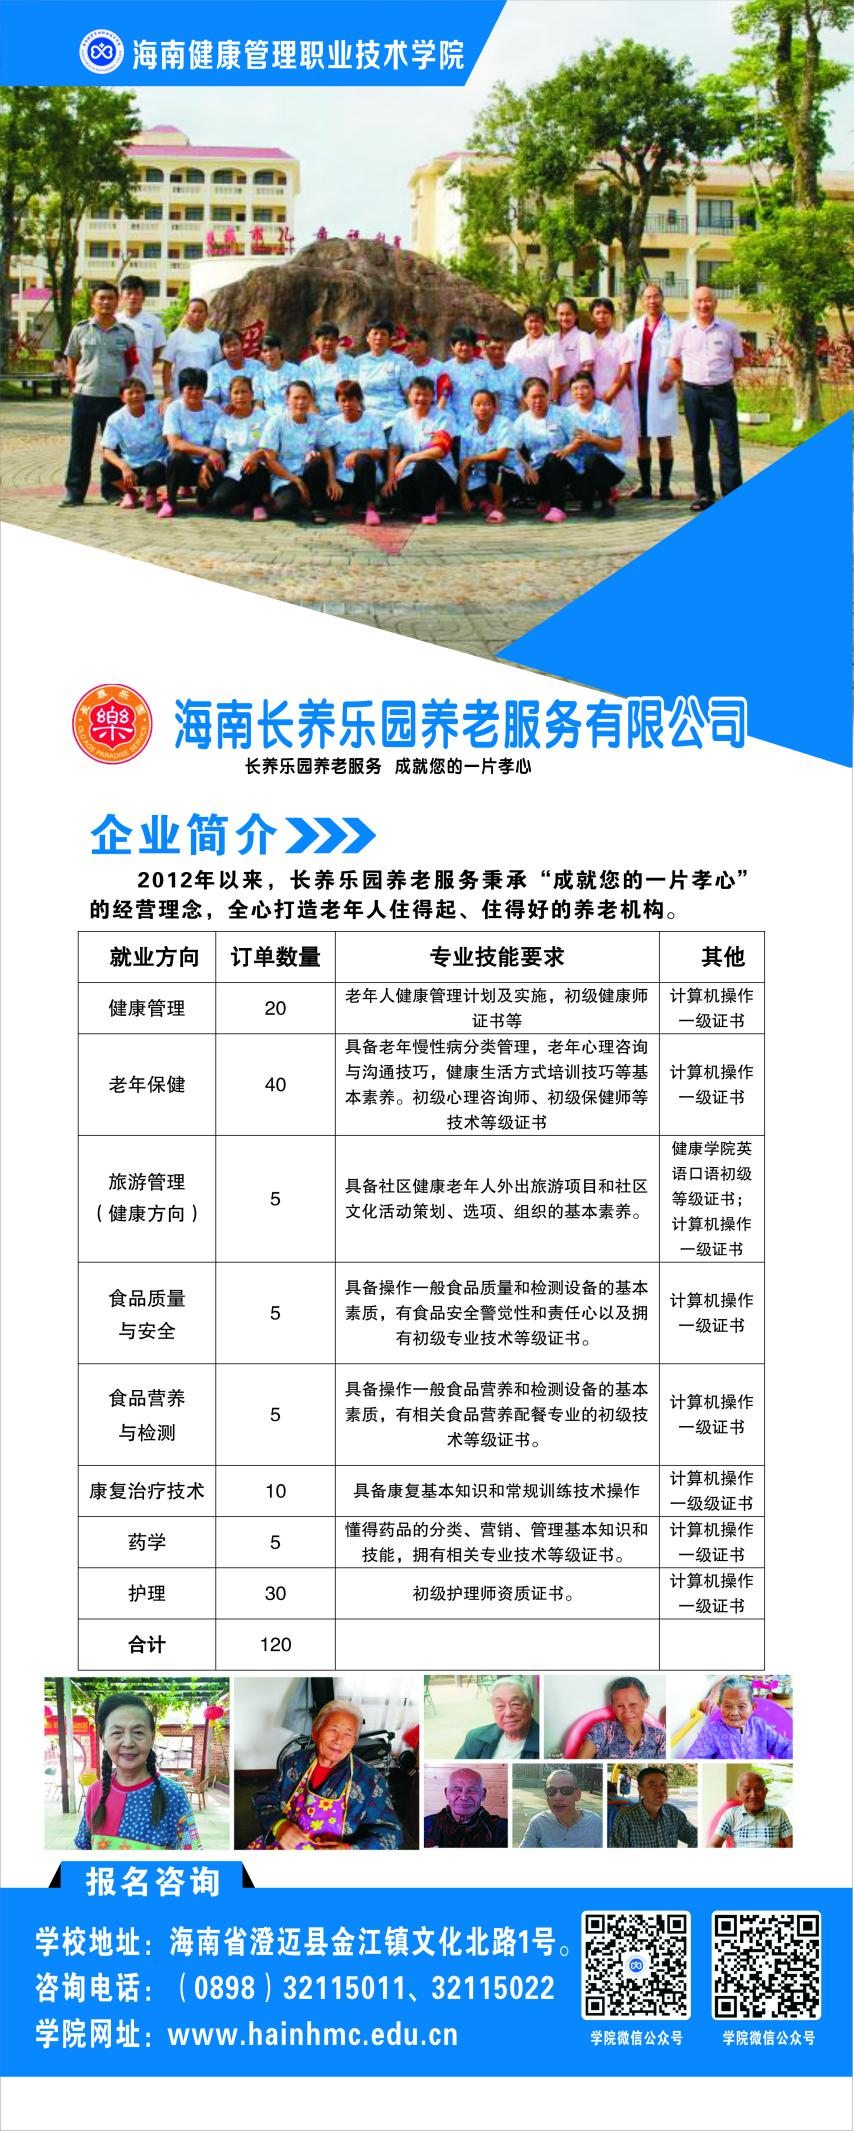 海南健康管理职业技术学院
长养乐园
OLD AGE PARADISE SERVICE
樂
海南长养乐园养老服务有限公司
长养乐园养老服务 成就您的一片孝心
企业简介
2012年以来，长养乐园养老服务秉承“成就您的一片孝心”
的经营理念，全心打造老年人住得起、住得好的养老机构。
就业方向 订单数量 专业技能要求 其他
健康管理 20
老年人健康管理计划及实施，初级健康师
证书等
计算机操作
一级证书
老年保健 40
具备老年慢性病分类管理，老年心理咨询
与沟通技巧，健康生活方式培训技巧等基
本素养。初级心理咨询师、初级保健师等
技术等级证书
计算机操作
一级证书
旅游管理
（健康方向）
5
具备社区健康老年人外出旅游项目和社区
文化活动策划、选项、组织的基本素养。
健康学院英
语口语初级
等级证书；
计算机操作
一级证书
食品质量
与安全
5
具备操作一般食品质量和检测设备的基本
素质，有食品安全警觉性和责任心以及拥
有初级专业技术等级证书。
计算机操作
一级证书
食品营养
与检测
5
具备操作一般食品营养和检测设备的基本
素质，有相关食品营养配餐专业的初级技
术等级证书。
计算机操作
一级证书
康复治疗技术 10 具备康复基本知识和常规训练技术操作
计算机操作
一级级证书
药学 5
懂得药品的分类、营销、管理基本知识和
技能，拥有相关专业技术等级证书。
计算机操作
一级证书
护理 30 初级护理师资质证书。
计算机操作
一级证书
合计 120
报名咨询
学校地址：海南省澄迈县金江镇文化北路1号。
咨询电话：（0898）32115011、32115022
学院网址：www.hainhmc.edu.cn
学院微信公众号 学院微信公众号